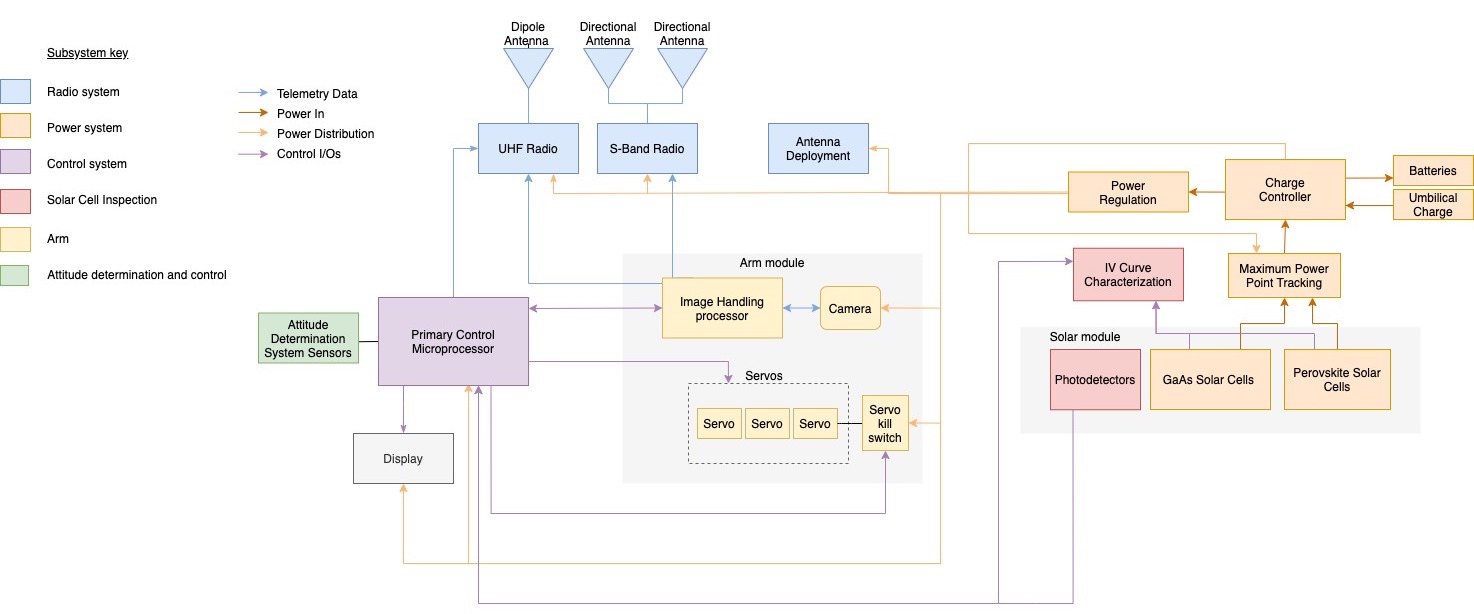 Subsystem key
Radio system
Power system
Control system
Solar Cell Inspection
Arm
Attitude determination and control
Telemetry Data
Power In
Power Distribution
Control I/Os
Dipole
Antenna
Directional
Antenna
Directional
Antenna
UHF Radio
S-Band Radio
Antenna
Deployment
Power
Regulation
Charge
Controller
Batteries
Umbilical
Charge
IV Curve
Characterization
Maximum Power
Point Tracking
Arm module
Image Handling
processor
Camera
Attitude
Determination
System Sensors
Primary Control
Microprocessor
Solar module
Photodetectors
GaAs Solar Cells
Perovskite Solar
Cells
Servos
Servo
Servo
Servo
Servo
kill
switch
Display